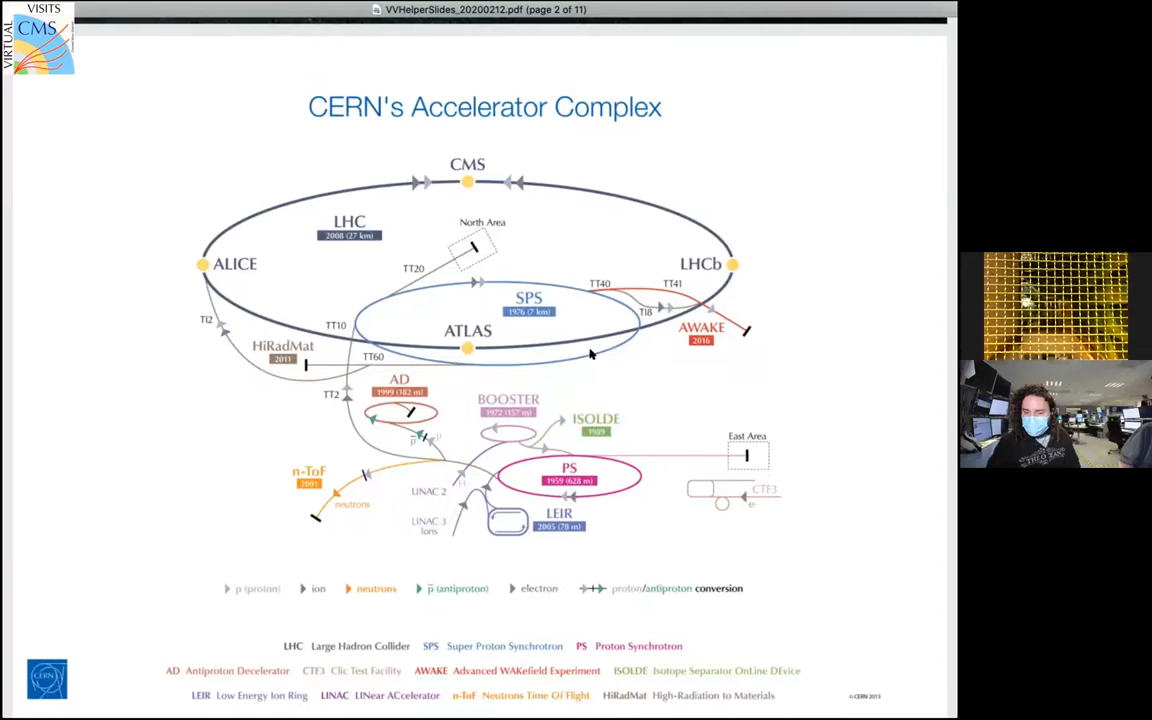 VVHelperSlides_20200212.pdf (page 2 of 11)
VIRTUAL
VISITS
CMS
CERN's Accelerator Complex
CMS
LHC
2008 (27 km)
North Area
ALICE
LHCb
TT20
TT40
TT41
SPS
1976 (7 km)
TI2
TT10
ATLAS
TI8
AWAKE
2016
HiRadMat
2011
TT60
TT2
AD
1999 (182 m)
BOOSTER
1972 (157 m)
ISOLDE
1989
p̄
p
East Area
n-ToF
2001
LINAC 2
H
PS
1959 (628 m)
neutrons
CTF3
e-
LINAC 3
Ions
LEIR
2005 (78 m)
p (proton) ion neutrons p̄ (antiproton) electron proton/antiproton conversion
LHC Large Hadron Collider SPS Super Proton Synchrotron PS Proton Synchrotron
AD Antiproton Decelerator CTF3 Clic Test Facility AWAKE Advanced WAKefield Experiment ISOLDE Isotope Separator OnLine DEvice
LEIR Low Energy Ion Ring LINAC LINear ACcelerator n-ToF Neutrons Time Of Flight HiRadMat High-Radiation to Materials
CERN
© CERN 2013